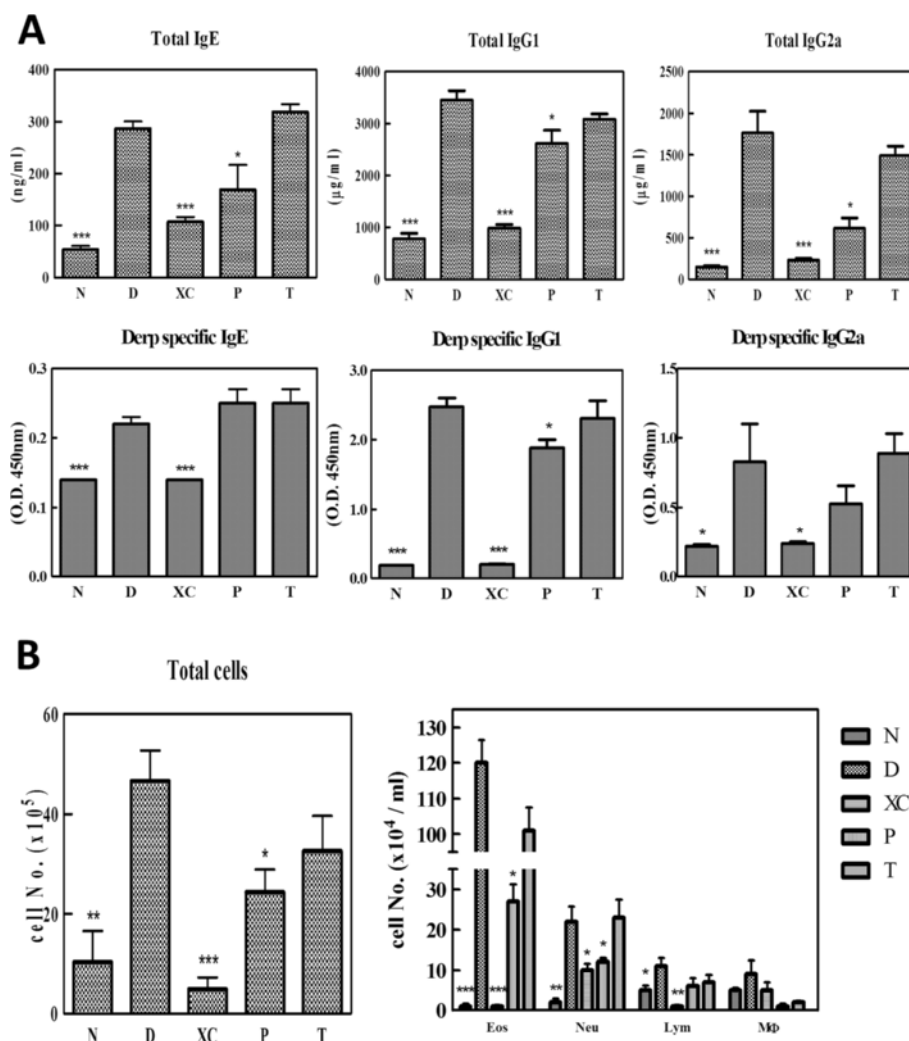 A
Total IgE
Total IgG1
Total IgG2a
(ng/ml)
400
300
200
100
0
***
***
*
N D XC P T
(μg/ml)
4000
3000
2000
1000
0
***
***
*
N D XC P T
(μg/ml)
2500
2000
1500
1000
500
0
***
***
*
N D XC P T
Derp specific IgE
Derp specific IgG1
Derp specific IgG2a
(O.D. 450nm)
0.3
0.2
0.1
0.0
***
***
N D XC P T
(O.D. 450nm)
3.0
2.0
1.0
0.0
***
***
*
N D XC P T
(O.D. 450nm)
1.5
1.0
0.5
0.0
*
*
N D XC P T
B
Total cells
cell No. (x10⁵)
60
40
20
0
**
***
*
N D XC P T
cell No. (x10⁴ / ml)
130
120
110
100
30
20
10
0
*** *** *
** * *
* **
Eos Neu Lym MΦ
N
D
XC
P
T